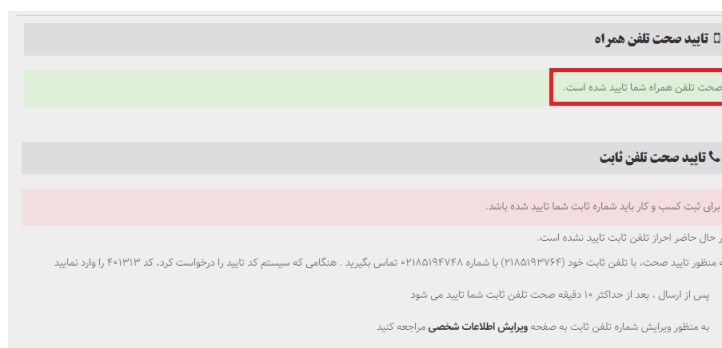 تایید صحت تلفن همراه
صحت تلفن همراه شما تایید شده است.
تایید صحت تلفن ثابت
برای ثبت کسب و کار باید شماره ثابت شما تایید شده باشد.
حال حاضر احراز تلفن ثابت تایید نشده است.
منظور تایید صحت، با تلفن ثابت خود (۲۱۸۵۱۹۳۷۶۴) با شماره ۰۲۱۸۵۱۹۴۷۴۸ تماس بگیرید . هنگامی که سیستم کد تایید را درخواست کرد، کد ۴۰۱۳۱۳ را وارد نمایید
پس از ارسال ، بعد از حداکثر ۱۰ دقیقه صحت تلفن ثابت شما تایید می شود
به منظور ویرایش شماره تلفن ثابت به صفحه ویرایش اطلاعات شخصی مراجعه کنید